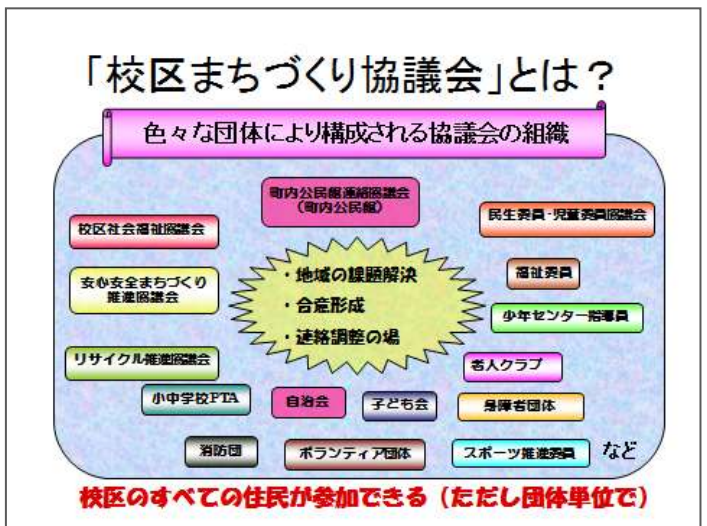 「校区まちづくり協議会」とは？
色々な団体により構成される協議会の組織
町内公民館連絡協議会
（町内公民館）
民生委員・児童委員協議会
校区社会福祉協議会
福祉委員
安心安全まちづくり
推進協議会
・地域の課題解決
・合意形成
・連絡調整の場
少年センター指導員
リサイクル推進協議会
老人クラブ
小中学校PTA
自治会
子ども会
身障者団体
消防団
ボランティア団体
スポーツ推進委員
など
校区のすべての住民が参加できる（ただし団体単位で）